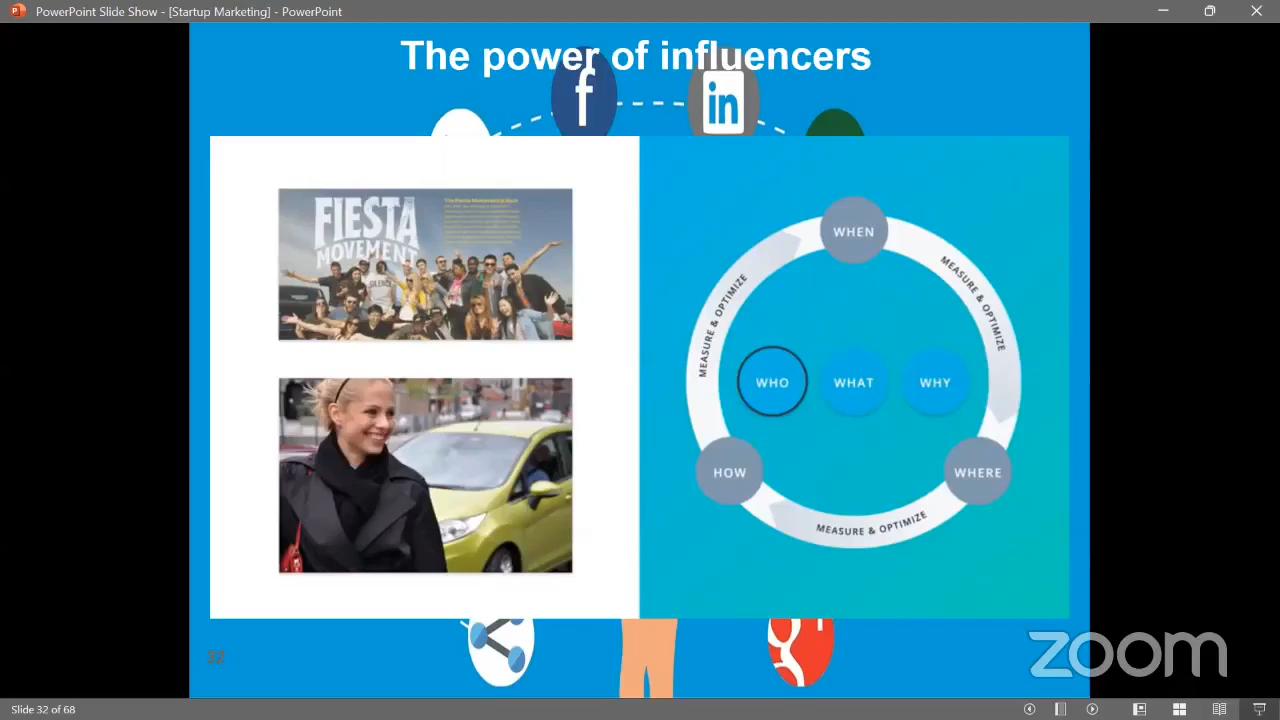 PowerPoint Slide Show - [Startup Marketing] - PowerPoint
The power of influencers
f
in
FIESTA
MOVEMENT
WHEN
MEASURE & OPTIMIZE
MEASURE & OPTIMIZE
WHO
WHAT
WHY
HOW
WHERE
MEASURE & OPTIMIZE
32
zoom
Slide 32 of 68